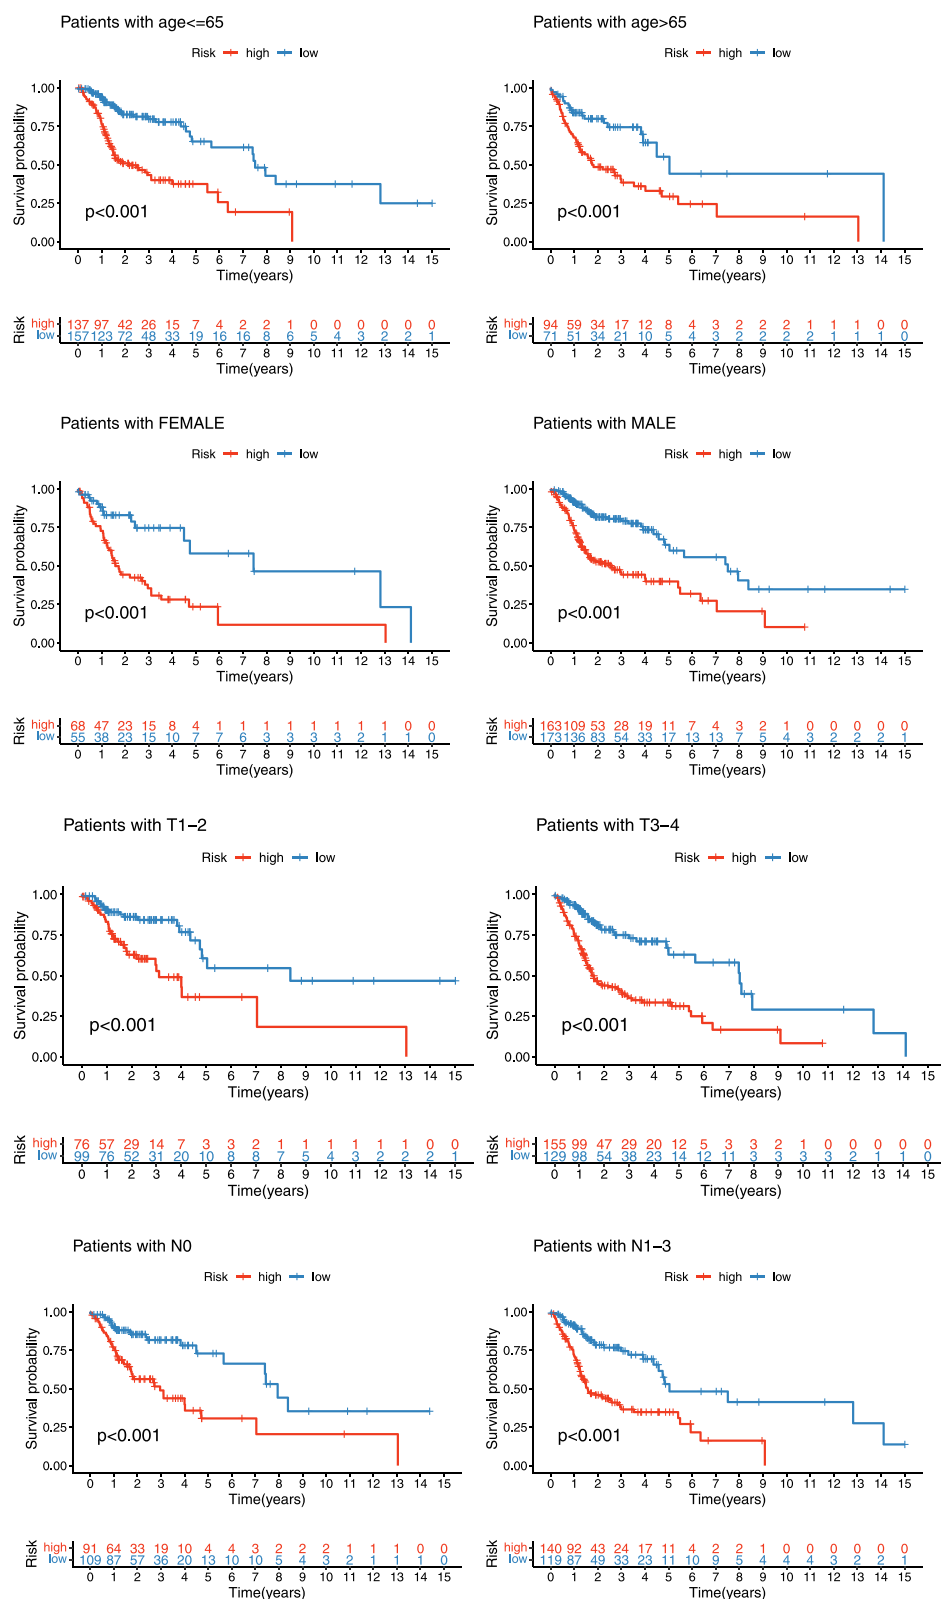 Patients with age<=65
Risk high low
1.00
0.75
0.50
0.25
0.00
Survival probability
p<0.001
0 1 2 3 4 5 6 7 8 9 10 11 12 13 14 15
Time(years)
Risk
high 137 97 42 26 15 7 4 2 2 1 0 0 0 0 0 0
low 157 123 72 48 33 19 16 16 8 6 5 4 3 2 2 1
0 1 2 3 4 5 6 7 8 9 10 11 12 13 14 15
Time(years)
Patients with age>65
Risk high low
1.00
0.75
0.50
0.25
0.00
Survival probability
p<0.001
0 1 2 3 4 5 6 7 8 9 10 11 12 13 14 15
Time(years)
Risk
high 94 59 34 17 12 8 4 3 2 2 2 1 1 1 0 0
low 71 51 34 21 10 5 4 3 2 2 2 2 1 1 1 0
0 1 2 3 4 5 6 7 8 9 10 11 12 13 14 15
Time(years)
Patients with FEMALE
Risk high low
1.00
0.75
0.50
0.25
0.00
Survival probability
p<0.001
0 1 2 3 4 5 6 7 8 9 10 11 12 13 14 15
Time(years)
Risk
high 68 47 23 15 8 4 1 1 1 1 1 1 1 1 0 0
low 55 38 23 15 10 7 7 6 3 3 3 3 2 1 1 0
0 1 2 3 4 5 6 7 8 9 10 11 12 13 14 15
Time(years)
Patients with MALE
Risk high low
1.00
0.75
0.50
0.25
0.00
Survival probability
p<0.001
0 1 2 3 4 5 6 7 8 9 10 11 12 13 14 15
Time(years)
Risk
high 163 109 53 28 19 11 7 4 3 2 1 0 0 0 0 0
low 173 136 83 54 33 17 13 13 7 5 4 3 2 2 2 1
0 1 2 3 4 5 6 7 8 9 10 11 12 13 14 15
Time(years)
Patients with T1–2
Risk high low
1.00
0.75
0.50
0.25
0.00
Survival probability
p<0.001
0 1 2 3 4 5 6 7 8 9 10 11 12 13 14 15
Time(years)
Risk
high 76 57 29 14 7 3 3 2 1 1 1 1 1 1 0 0
low 99 76 52 31 20 10 8 8 7 5 4 3 2 2 2 1
0 1 2 3 4 5 6 7 8 9 10 11 12 13 14 15
Time(years)
Patients with T3–4
Risk high low
1.00
0.75
0.50
0.25
0.00
Survival probability
p<0.001
0 1 2 3 4 5 6 7 8 9 10 11 12 13 14 15
Time(years)
Risk
high 155 99 47 29 20 12 5 3 3 2 1 0 0 0 0 0
low 129 98 54 38 23 14 12 11 3 3 3 3 2 1 1 0
0 1 2 3 4 5 6 7 8 9 10 11 12 13 14 15
Time(years)
Patients with N0
Risk high low
1.00
0.75
0.50
0.25
0.00
Survival probability
p<0.001
0 1 2 3 4 5 6 7 8 9 10 11 12 13 14 15
Time(years)
Risk
high 91 64 33 19 10 4 4 3 2 2 2 1 1 1 0 0
low 109 87 57 36 20 13 10 10 5 4 3 2 1 1 1 0
0 1 2 3 4 5 6 7 8 9 10 11 12 13 14 15
Time(years)
Patients with N1–3
Risk high low
1.00
0.75
0.50
0.25
0.00
Survival probability
p<0.001
0 1 2 3 4 5 6 7 8 9 10 11 12 13 14 15
Time(years)
Risk
high 140 92 43 24 17 11 4 2 2 1 0 0 0 0 0 0
low 119 87 49 33 23 11 10 9 5 4 4 4 3 2 2 1
0 1 2 3 4 5 6 7 8 9 10 11 12 13 14 15
Time(years)